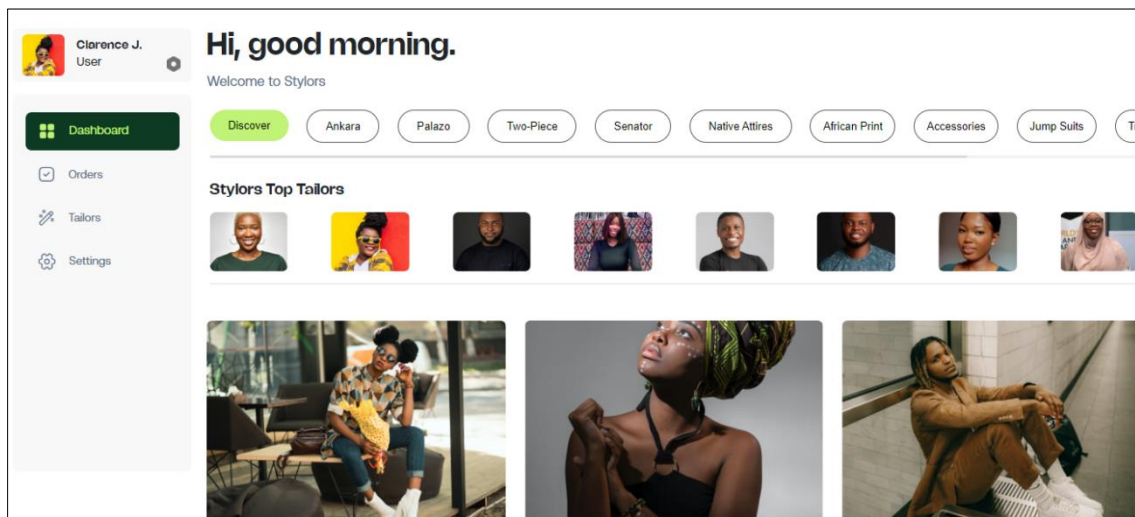 Clarence J.
User
Dashboard
Orders
Tailors
Settings
Hi, good morning.
Welcome to Stylors
Discover
Ankara
Palazo
Two-Piece
Senator
Native Attires
African Print
Accessories
Jump Suits
Stylors Top Tailors